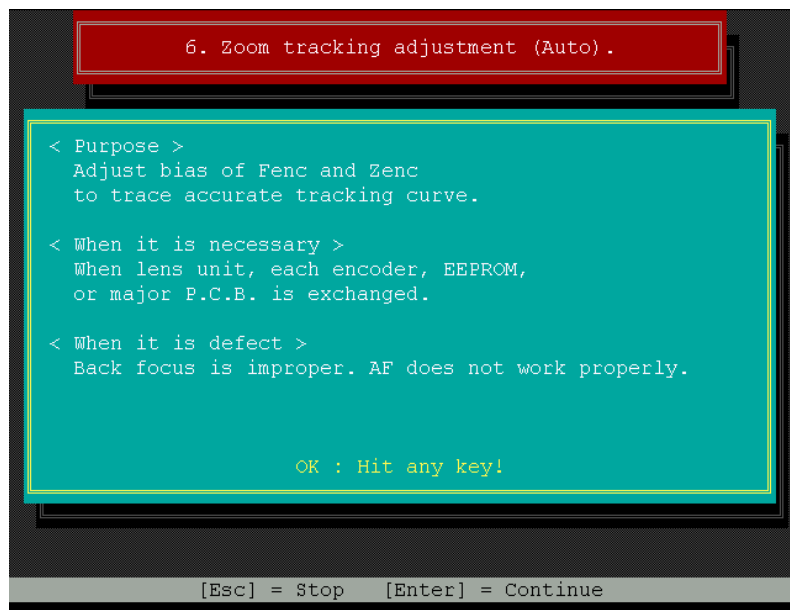 6. Zoom tracking adjustment (Auto).
< Purpose >
Adjust bias of Fenc and Zenc
to trace accurate tracking curve.
< When it is necessary >
When lens unit, each encoder, EEPROM,
or major P.C.B. is exchanged.
< When it is defect >
Back focus is improper. AF does not work properly.
OK : Hit any key!
[Esc] = Stop [Enter] = Continue